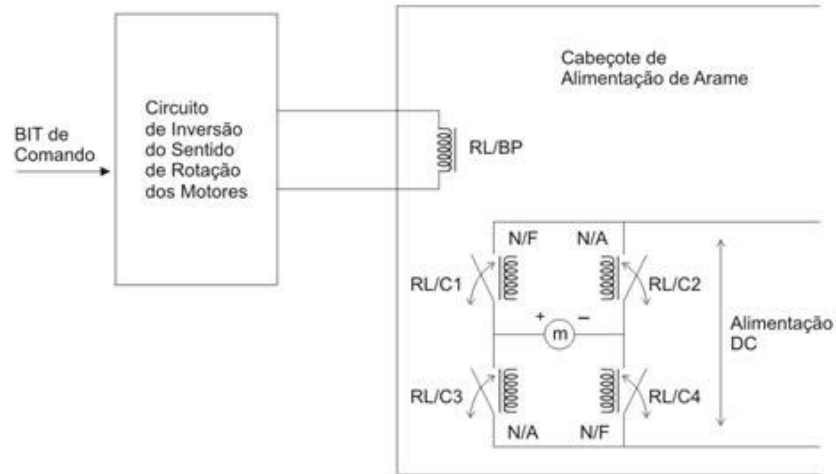 BIT de
Comando
Circuito
de Inversão
do Sentido
de Rotação
dos Motores
Cabeçote de
Alimentação de Arame
RL/BP
N/F
N/A
RL/C1
RL/C2
+
–
m
Alimentação
DC
RL/C3
RL/C4
N/A
N/F